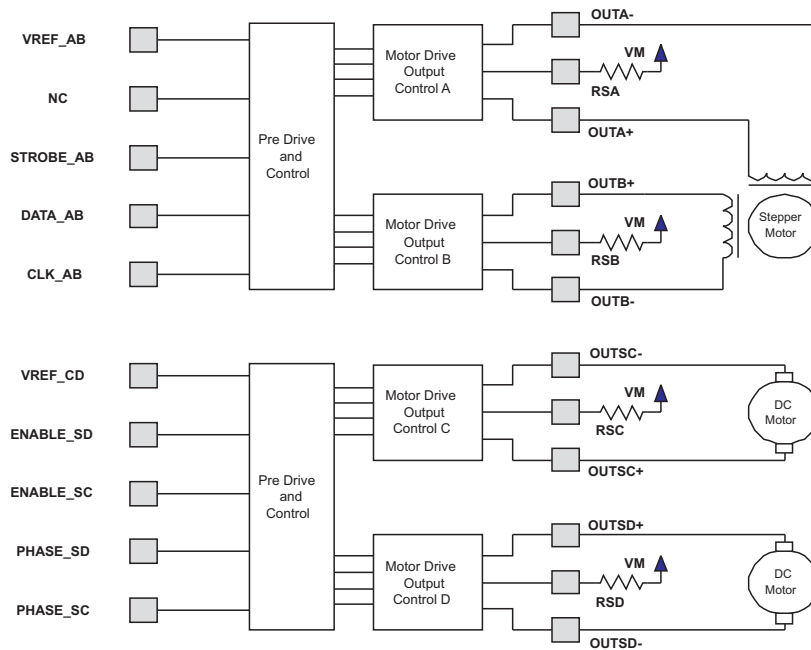 VREF_AB
NC
STROBE_AB
DATA_AB
CLK_AB
Pre Drive
and
Control
Motor Drive
Output
Control A
OUTA-
VM
RSA
OUTA+
Motor Drive
Output
Control B
OUTB+
VM
RSB
OUTB-
Stepper
Motor
VREF_CD
ENABLE_SD
ENABLE_SC
PHASE_SD
PHASE_SC
Pre Drive
and
Control
Motor Drive
Output
Control C
OUTSC-
VM
RSC
OUTSC+
DC
Motor
Motor Drive
Output
Control D
OUTSD+
VM
RSD
OUTSD-
DC
Motor